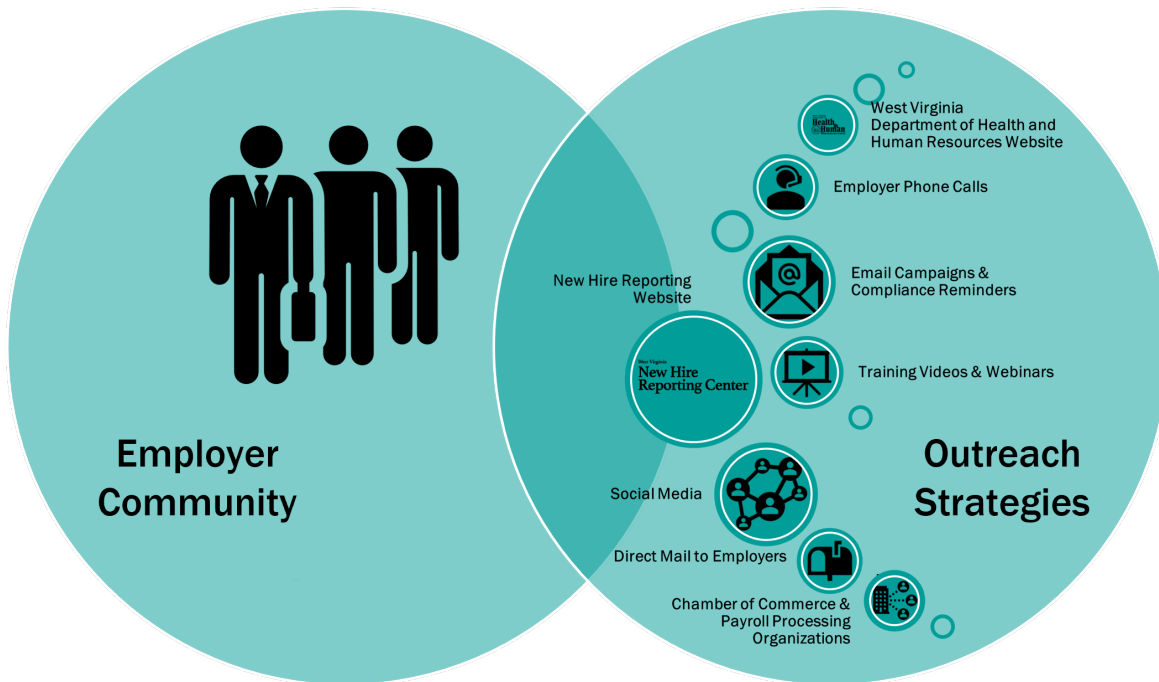 West Virginia
Department of Health and
Human Resources Website
Health
Human
Employer Phone Calls
New Hire Reporting
Website
Email Campaigns &
Compliance Reminders
@
West Virginia
New Hire
Reporting Center
Training Videos & Webinars
Employer
Community
Outreach
Strategies
Social Media
Direct Mail to Employers
Chamber of Commerce &
Payroll Processing
Organizations